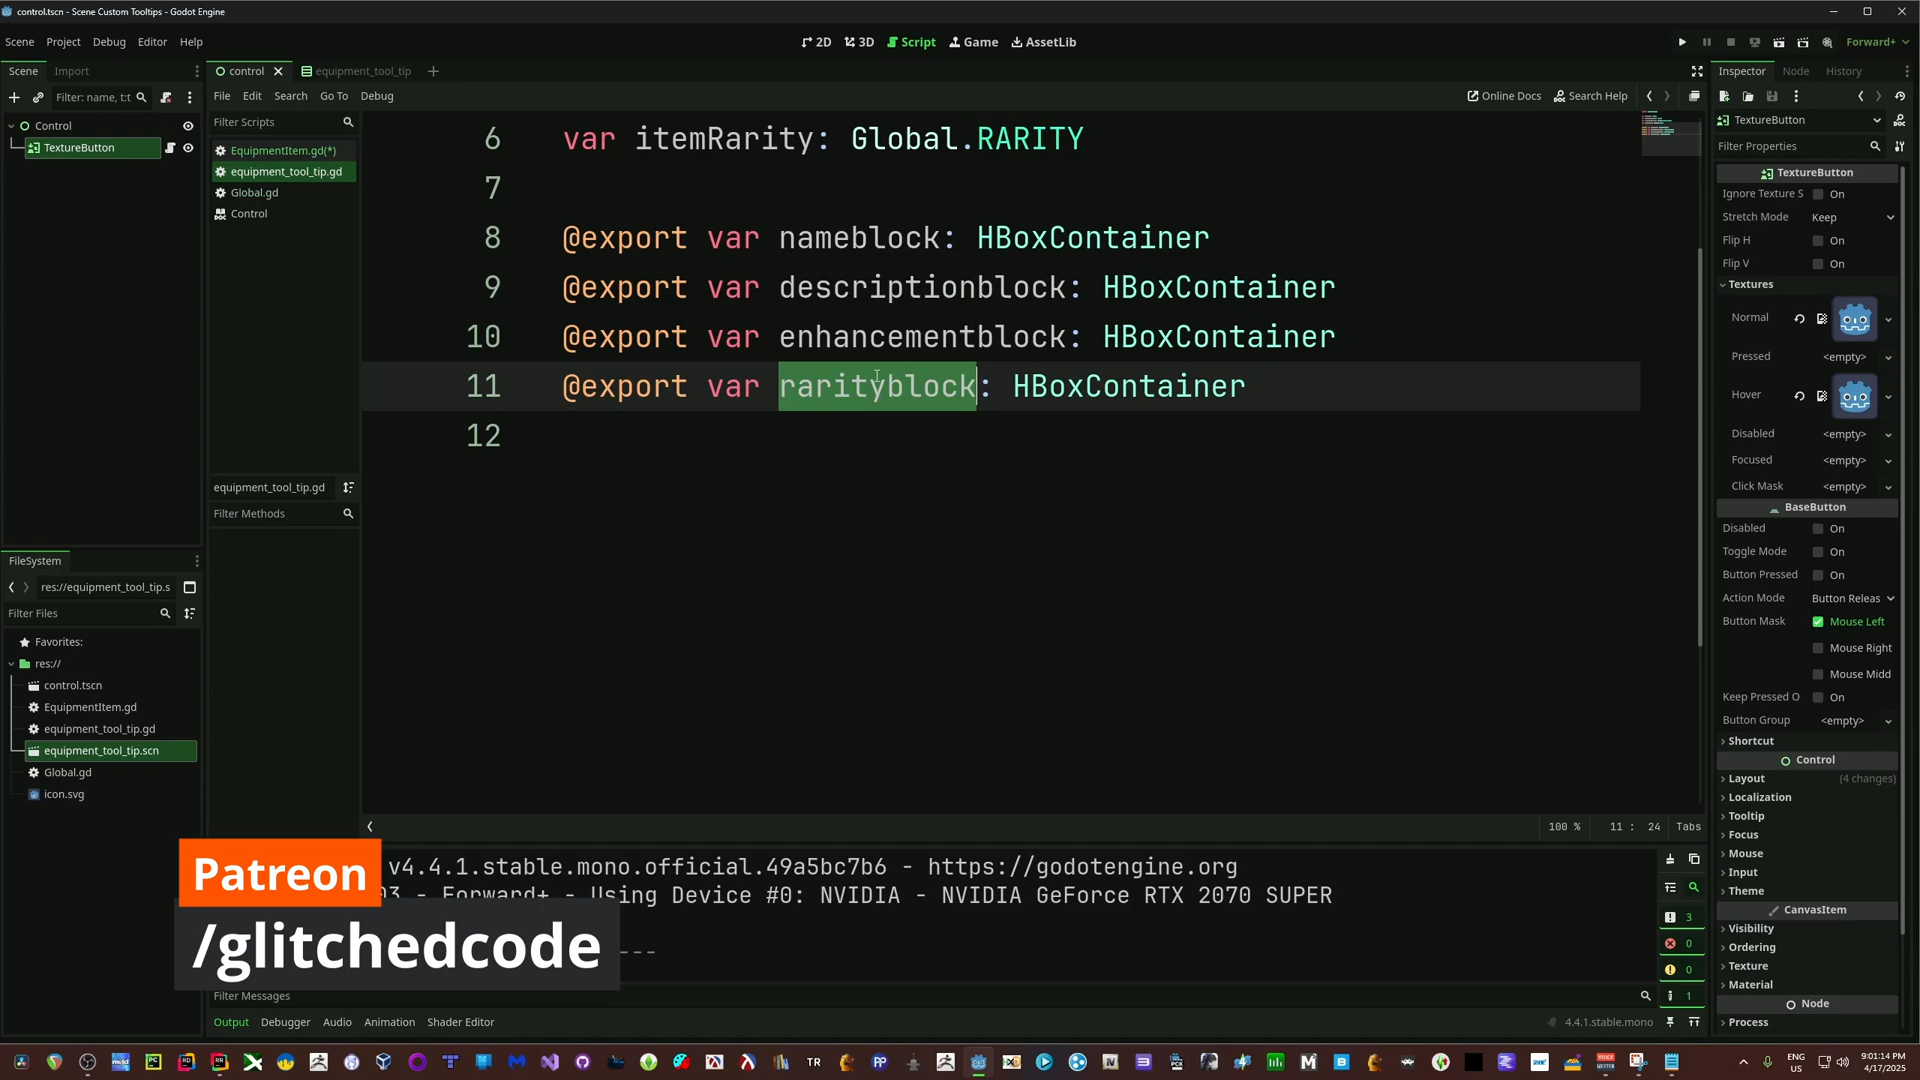 control.tscn - Scene Custom Tooltips - Godot Engine
Scene Project Debug Editor Help
2D 3D Script Game AssetLib
Forward+
Scene Import
control equipment_tool_tip
Inspector Node History
Filter: name, t:t
File Edit Search Go To Debug
Online Docs Search Help
Control
TextureButton
Filter Scripts
EquipmentItem.gd(*)
equipment_tool_tip.gd
Global.gd
Control
equipment_tool_tip.gd
Filter Methods
6 var itemRarity: Global.RARITY
7
8 @export var nameblock: HBoxContainer
9 @export var descriptionblock: HBoxContainer
10 @export var enhancementblock: HBoxContainer
11 @export var rarityblock: HBoxContainer
12
100 % 11 : 24 Tabs
FileSystem
res://equipment_tool_tip.s
Filter Files
Favorites:
res://
control.tscn
EquipmentItem.gd
equipment_tool_tip.gd
equipment_tool_tip.scn
Global.gd
icon.svg
v4.4.1.stable.mono.official.49a5bc7b6 - https://godotengine.org
03 - Forward+ - Using Device #0: NVIDIA - NVIDIA GeForce RTX 2070 SUPER
---
Patreon
/glitchedcode
Filter Messages
3
0
0
1
Output Debugger Audio Animation Shader Editor
4.4.1.stable.mono
TextureButton
Filter Properties
TextureButton
Ignore Texture S On
Stretch Mode Keep
Flip H On
Flip V On
Textures
Normal
Pressed <empty>
Hover
Disabled <empty>
Focused <empty>
Click Mask <empty>
BaseButton
Disabled On
Toggle Mode On
Button Pressed On
Action Mode Button Releas
Button Mask Mouse Left
Mouse Right
Mouse Midd
Keep Pressed O On
Button Group <empty>
Shortcut
Control
Layout (4 changes)
Localization
Tooltip
Focus
Mouse
Input
Theme
CanvasItem
Visibility
Ordering
Texture
Material
Node
Process
ENG
US
9:01:14 PM
4/17/2025